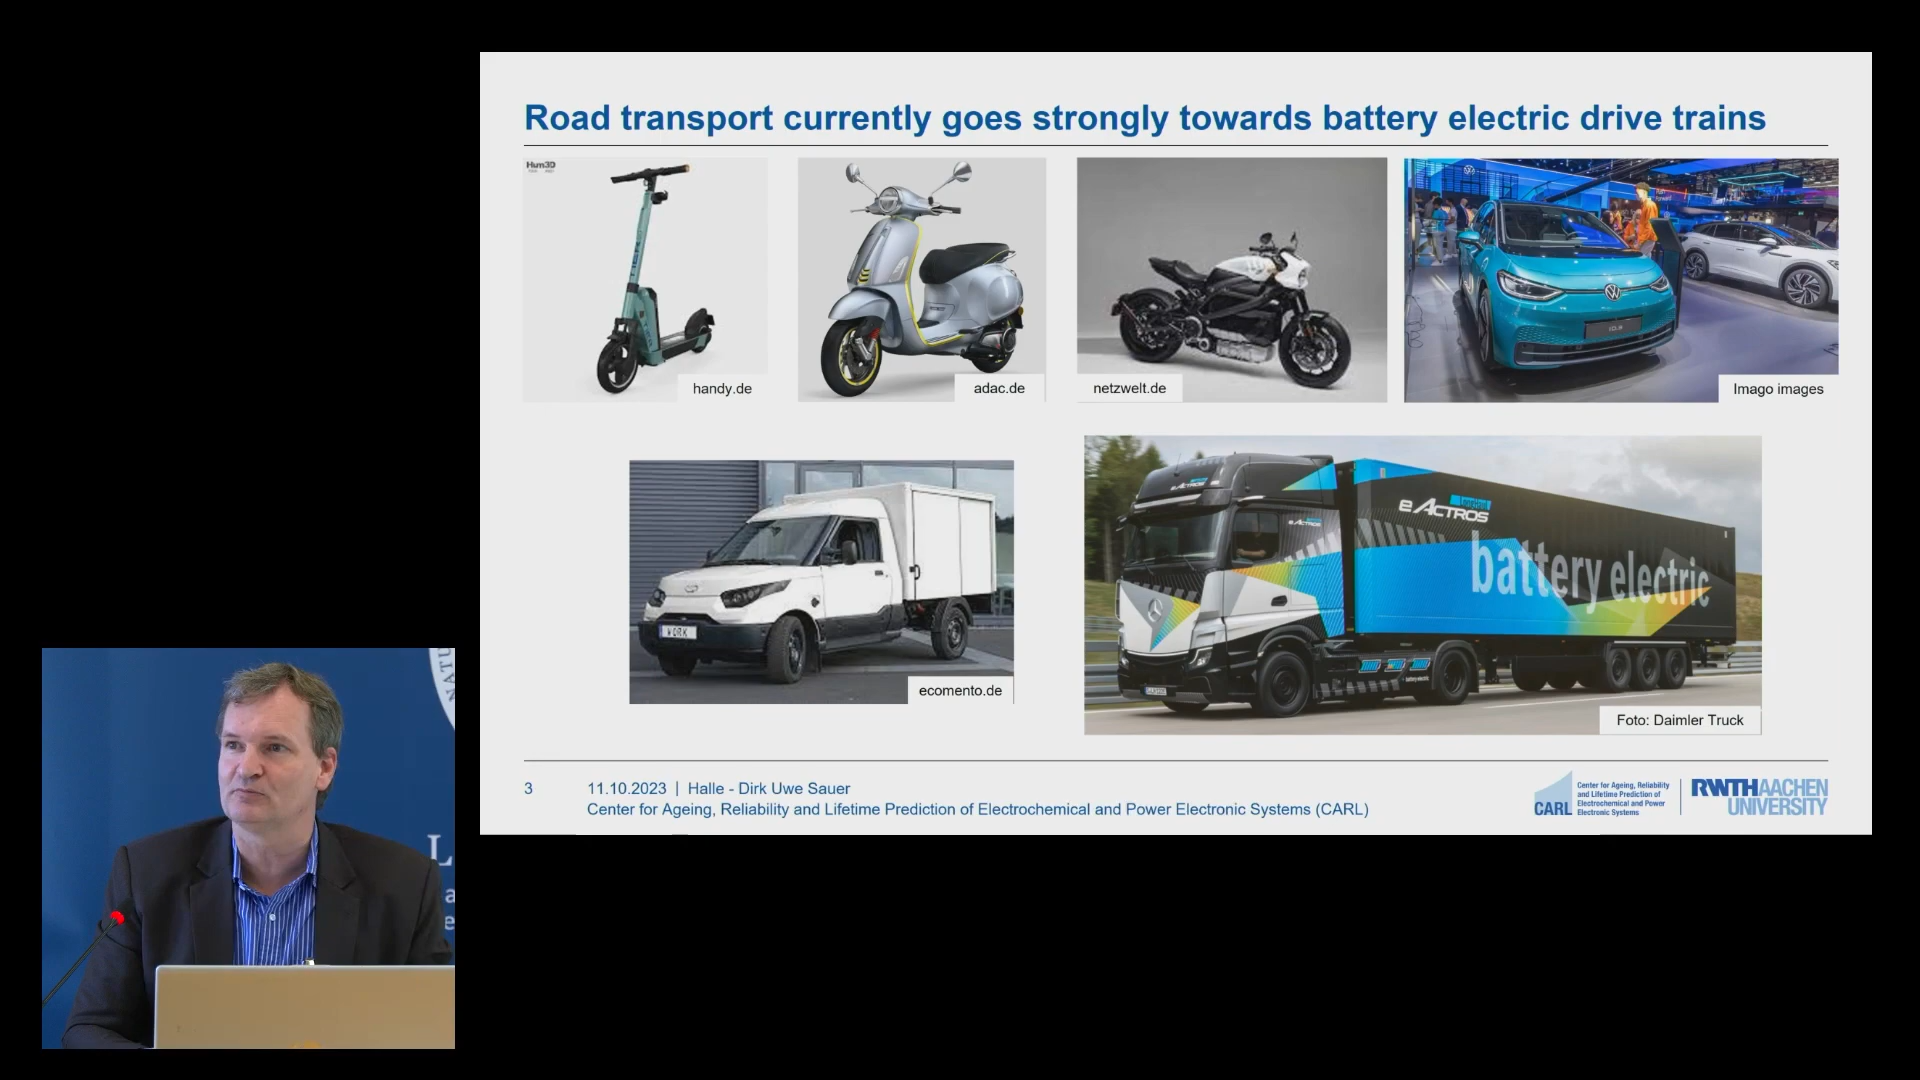 Road transport currently goes strongly towards battery electric drive trains
Hum3D
handy.de
adac.de
netzwelt.de
Imago images
WORK
ecomento.de
eACTROS
battery electric
Foto: Daimler Truck
3
11.10.2023 | Halle - Dirk Uwe Sauer
Center for Ageing, Reliability and Lifetime Prediction of Electrochemical and Power Electronic Systems (CARL)
CARL
Center for Ageing, Reliability
and Lifetime Prediction of
Electrochemical and Power
Electronic Systems
RWTHAACHEN
UNIVERSITY